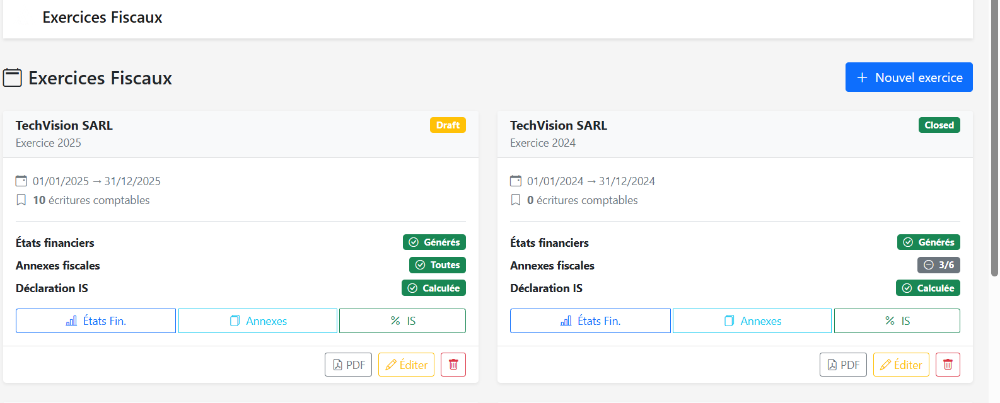 Exercices Fiscaux
Exercices Fiscaux
+ Nouvel exercice
TechVision SARL
Draft
Exercice 2025
01/01/2025 → 31/12/2025
10 écritures comptables
États financiers
Générés
Annexes fiscales
Toutes
Déclaration IS
Calculée
États Fin.
Annexes
% IS
PDF
Éditer
TechVision SARL
Closed
Exercice 2024
01/01/2024 → 31/12/2024
0 écritures comptables
États financiers
Générés
Annexes fiscales
3/6
Déclaration IS
Calculée
États Fin.
Annexes
% IS
PDF
Éditer